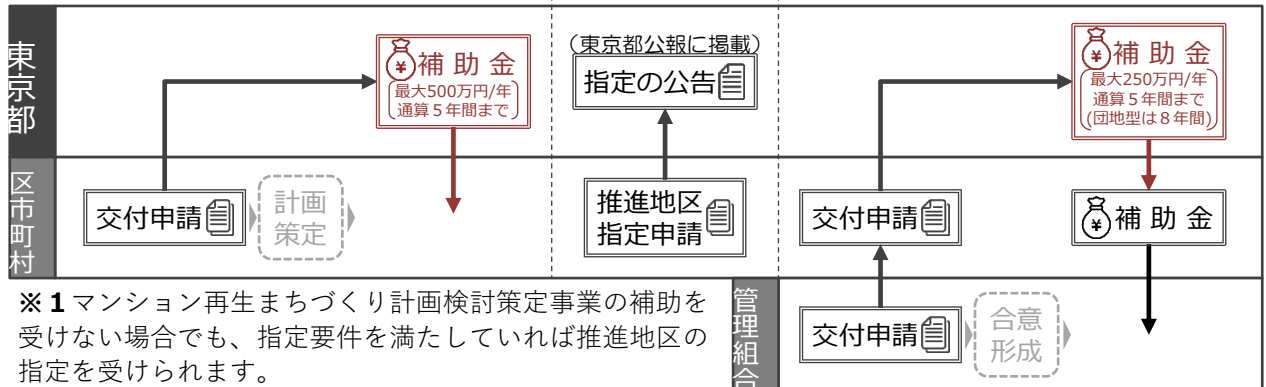 東京都
補助金
最大500万円/年
通算５年間まで
（東京都公報に掲載）
指定の公告
補助金
最大250万円/年
通算５年間まで
(団地型は８年間)
区市町村
交付申請
計画
策定
推進地区
指定申請
交付申請
補助金
※１マンション再生まちづくり計画検討策定事業の補助を
受けない場合でも、指定要件を満たしていれば推進地区の
指定を受けられます。
管理組合
交付申請
合意
形成